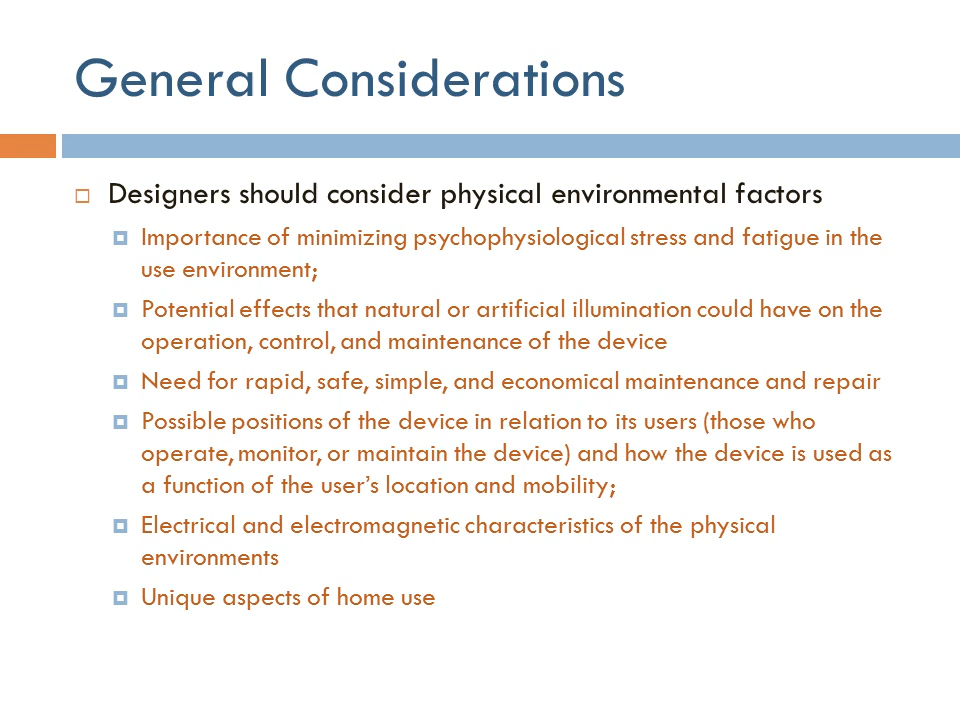 General Considerations
Designers should consider physical environmental factors
Importance of minimizing psychophysiological stress and fatigue in the
use environment;
Potential effects that natural or artificial illumination could have on the
operation, control, and maintenance of the device
Need for rapid, safe, simple, and economical maintenance and repair
Possible positions of the device in relation to its users (those who
operate, monitor, or maintain the device) and how the device is used as
a function of the user's location and mobility;
Electrical and electromagnetic characteristics of the physical
environments
Unique aspects of home use